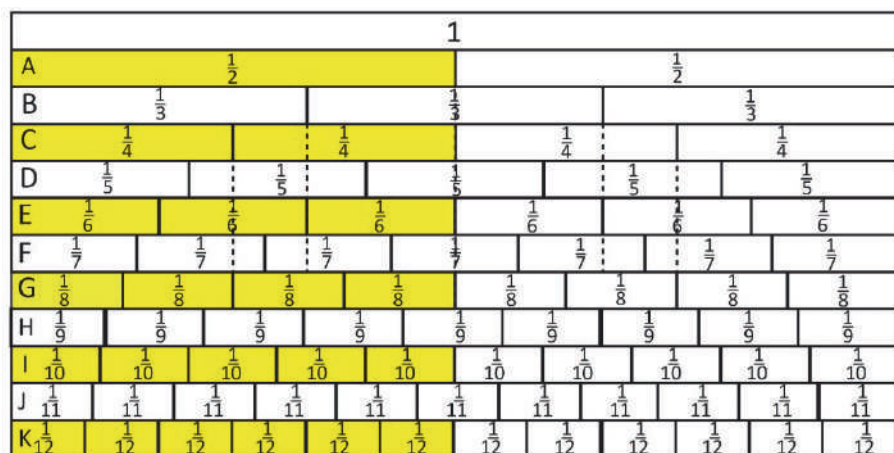 1
A 1/2 1/2
B 1/3 1/3 1/3
C 1/4 1/4 1/4 1/4
D 1/5 1/5 1/5 1/5 1/5
E 1/6 1/6 1/6 1/6 1/6 1/6
F 1/7 1/7 1/7 1/7 1/7 1/7 1/7
G 1/8 1/8 1/8 1/8 1/8 1/8 1/8 1/8
H 1/9 1/9 1/9 1/9 1/9 1/9 1/9 1/9 1/9
I 1/10 1/10 1/10 1/10 1/10 1/10 1/10 1/10 1/10 1/10
J 1/11 1/11 1/11 1/11 1/11 1/11 1/11 1/11 1/11 1/11 1/11
K 1/12 1/12 1/12 1/12 1/12 1/12 1/12 1/12 1/12 1/12 1/12 1/12